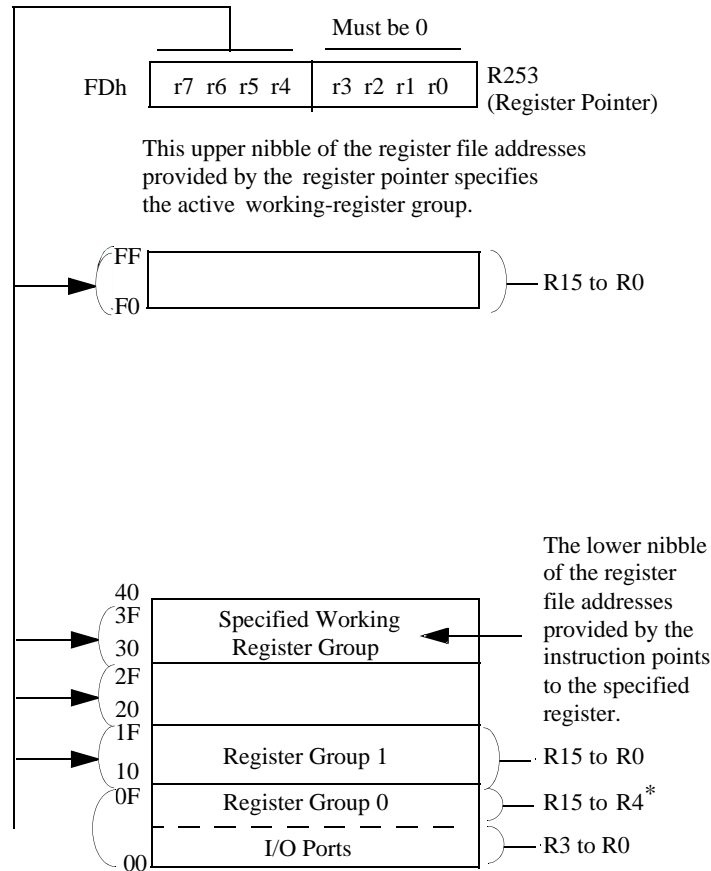 Must be 0
FDh
r7 r6 r5 r4
r3 r2 r1 r0
R253
(Register Pointer)
This upper nibble of the register file addresses
provided by the register pointer specifies
the active working-register group.
FF
F0
R15 to R0
The lower nibble
of the register
file addresses
provided by the
instruction points
to the specified
register.
40
3F
30
Specified Working
Register Group
2F
20
1F
10
Register Group 1
R15 to R0
0F
Register Group 0
R15 to R4*
I/O Ports
R3 to R0
00